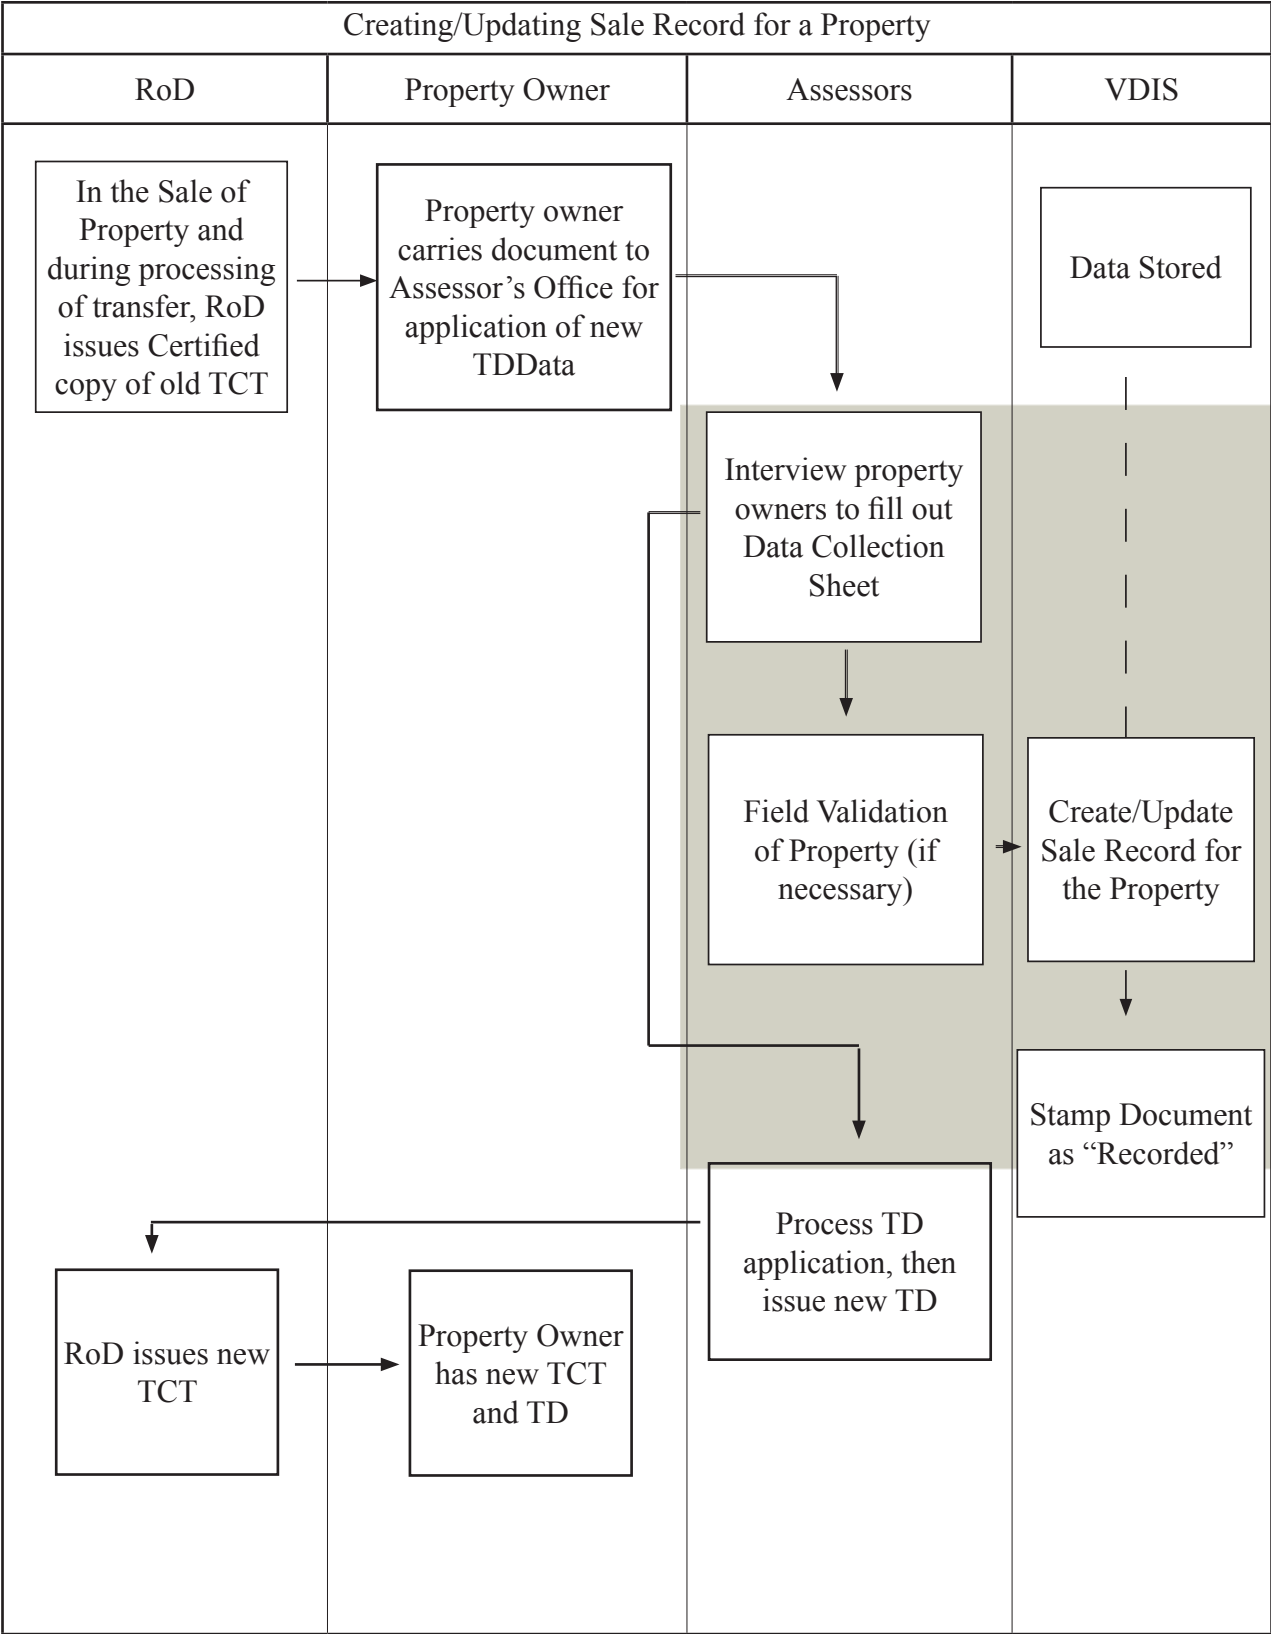 Creating/Updating Sale Record for a Property
RoD
Property Owner
Assessors
VDIS
In the Sale of
Property and
during processing
of transfer, RoD
issues Certified
copy of old TCT
Property owner
carries document to
Assessor’s Office for
application of new
TDData
Data Stored
Interview property
owners to fill out
Data Collection
Sheet
Field Validation
of Property (if
necessary)
Create/Update
Sale Record for
the Property
Stamp Document
as “Recorded”
Process TD
application, then
issue new TD
RoD issues new
TCT
Property Owner
has new TCT
and TD